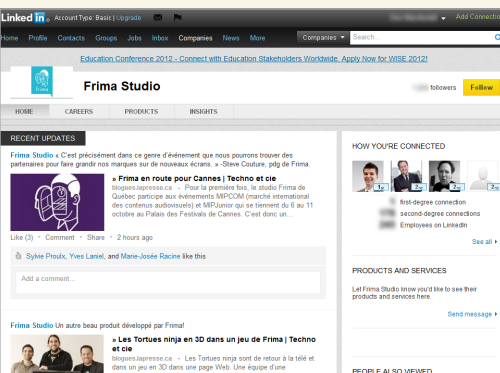 Linked in Account Type: Basic | Upgrade Add Connectio
Home Profile Contacts Groups Jobs Inbox Companies News More Companies Search...
Education Conference 2012 - Connect with Education Stakeholders Worldwide. Apply Now for WISE 2012!
frima
Frima Studio
followers Follow
HOME CAREERS PRODUCTS INSIGHTS
RECENT UPDATES
Frima Studio « C'est précisément dans ce genre d'événement que nous pourrons trouver des
partenaires pour faire grandir nos marques sur de nouveaux écrans. » -Steve Couture, pdg de Frima.
» Frima en route pour Cannes | Techno et cie
blogues.lapresse.ca - Pour la première fois, le studio Frima de
Québec participe aux événements MIPCOM (marché international
des contenus audiovisuels) et MIPJunior qui se tiennent du 6 au 11
octobre au Palais des Festivals de Cannes. C'est donc un...
Like (3) · Comment · Share · 2 hours ago
Sylvie Proulx, Yves Laniel, and Marie-Josée Racine like this
Add a comment...
Frima Studio Un autre beau produit développé par Frima!
» Les Tortues ninja en 3D dans un jeu de Frima | Techno
et cie
blogues.lapresse.ca - Les Tortues ninja sont de retour à la télé et
dans un jeu en 3D dans une page Web. Une équipe d'une
HOW YOU'RE CONNECTED
1st 2nd 2nd 2nd
first-degree connection
second-degree connections
Employees on LinkedIn
See all
PRODUCTS AND SERVICES
Let Frima Studio know you'd like to see their
products and services here.
Send message
PEOPLE ALSO VIEWED